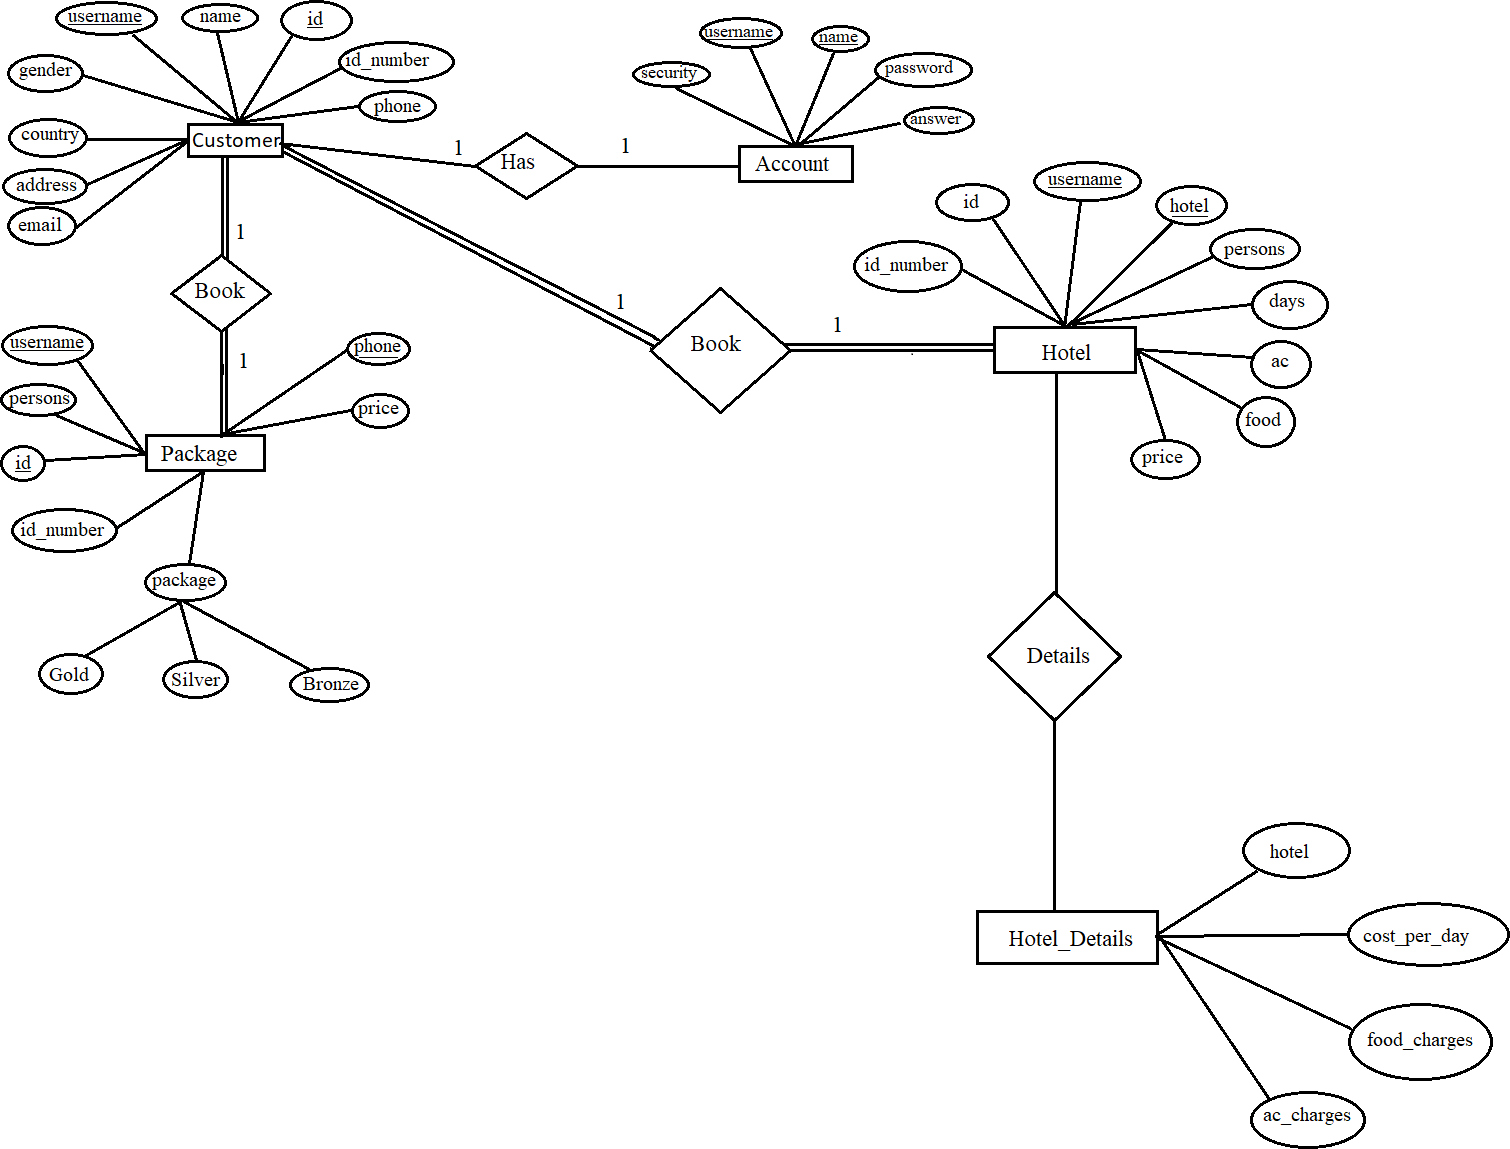 username
name
id
id_number
gender
phone
country
Customer
address
email
security
username
name
password
answer
1
Has
1
Account
1
Book
1
id
username
hotel
id_number
persons
days
ac
food
price
1
Book
1
Hotel
username
phone
persons
price
id
Package
id_number
package
Gold
Silver
Bronze
Details
Hotel_Details
hotel
cost_per_day
food_charges
ac_charges